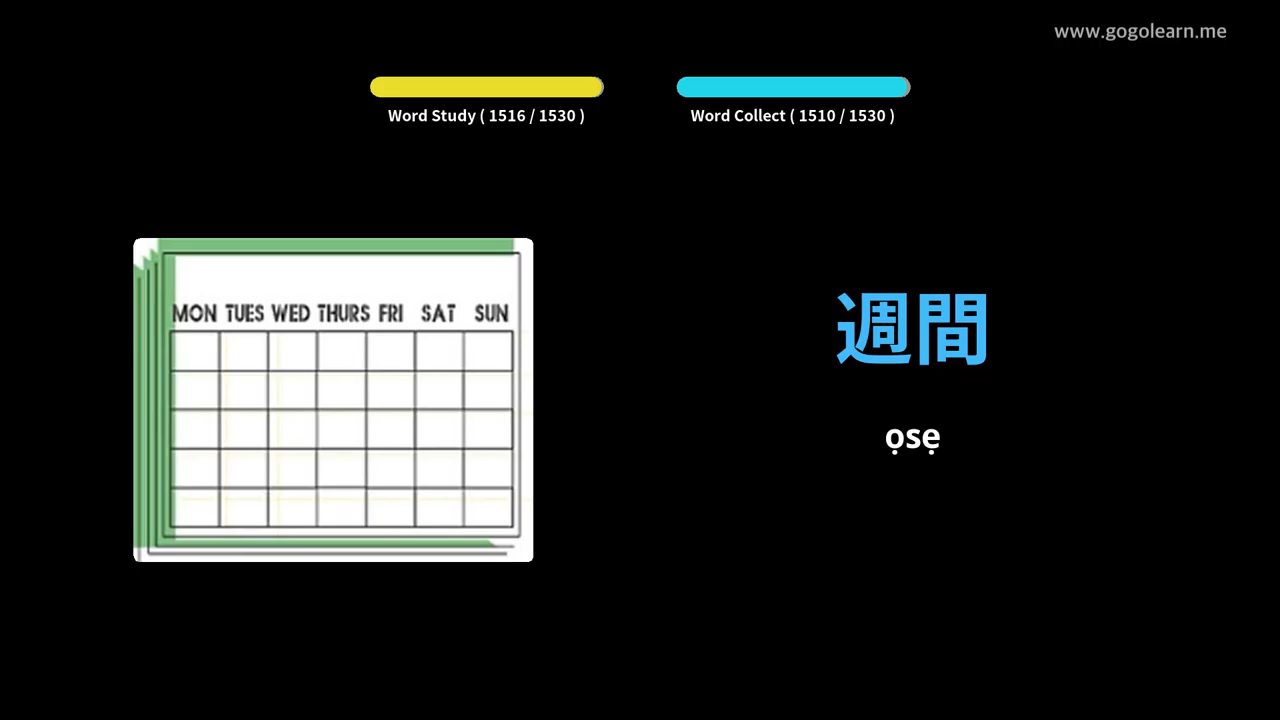 www.gogolearn.me
Word Study ( 1516 / 1530 )
Word Collect ( 1510 / 1530 )
MON TUES WED THURS FRI SAT SUN
週間
ọsẹ